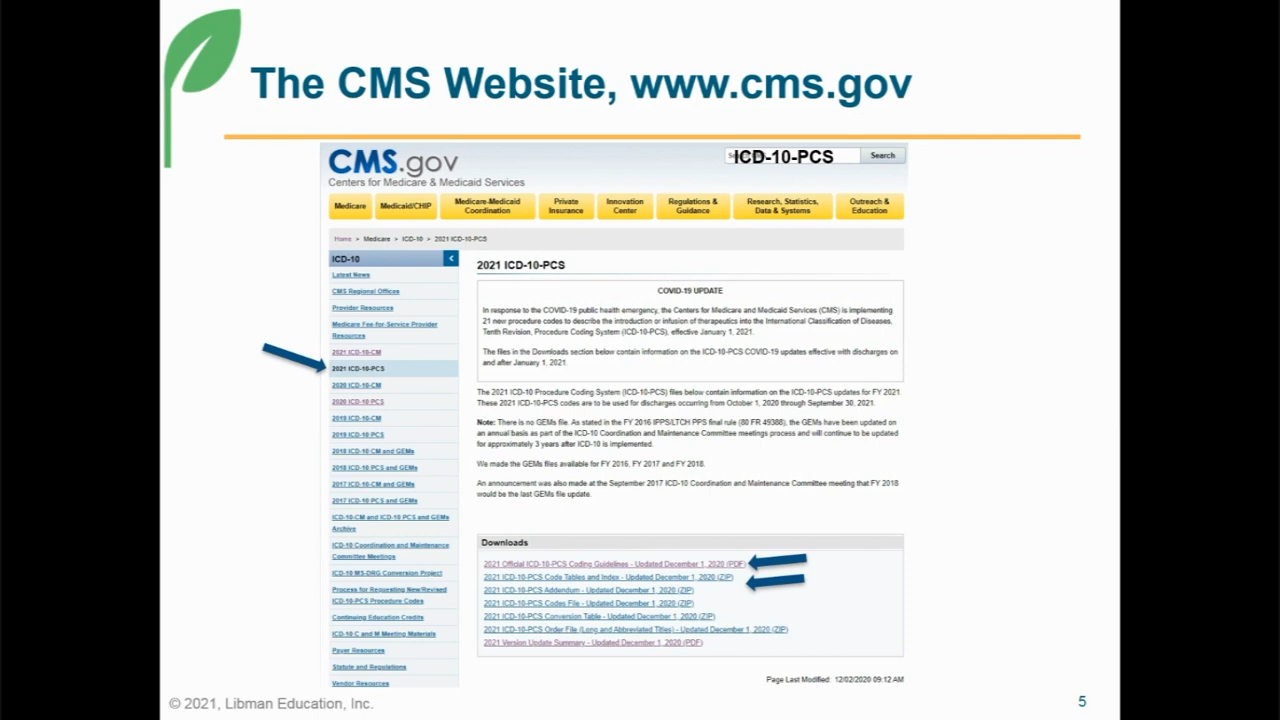 The CMS Website, www.cms.gov
CMS.gov
Centers for Medicare & Medicaid Services
ICD-10-PCS
Search
Medicare
Medicaid/CHIP
Medicare-Medicaid
Coordination
Private
Insurance
Innovation
Center
Regulations &
Guidance
Research, Statistics,
Data & Systems
Outreach &
Education
Home > Medicare > ICD-10 > 2021 ICD-10-PCS
ICD-10
Latest News
CMS Regional Offices
Provider Resources
Medicare Fee-for-Service Provider
Resources
2021 ICD-10-CM
2021 ICD-10-PCS
2020 ICD-10-CM
2020 ICD-10 PCS
2019 ICD-10-CM
2019 ICD-10 PCS
2018 ICD-10 CM and GEMs
2018 ICD-10 PCS and GEMs
2017 ICD-10-CM and GEMs
2017 ICD-10 PCS and GEMs
ICD-10-CM and ICD-10 PCS and GEMs
Archive
ICD-10 Coordination and Maintenance
Committee Meetings
ICD-10 MS-DRG Conversion Project
Process for Requesting New/Revised
ICD-10-PCS Procedure Codes
Continuing Education Credits
ICD-10 C and M Meeting Materials
Payer Resources
Statute and Regulations
Vendor Resources
2021 ICD-10-PCS
COVID-19 UPDATE
In response to the COVID-19 public health emergency, the Centers for Medicare and Medicaid Services (CMS) is implementing
21 new procedure codes to describe the introduction or infusion of therapeutics into the International Classification of Diseases,
Tenth Revision, Procedure Coding System (ICD-10-PCS), effective January 1, 2021.
The files in the Downloads section below contain information on the ICD-10-PCS COVID-19 updates effective with discharges on
and after January 1, 2021.
The 2021 ICD-10 Procedure Coding System (ICD-10-PCS) files below contain information on the ICD-10-PCS updates for FY 2021
These 2021 ICD-10-PCS codes are to be used for discharges occurring from October 1, 2020 through September 30, 2021.
Note: There is no GEMs file. As stated in the FY 2016 IPPS/LTCH PPS final rule (80 FR 49388), the GEMs have been updated on
an annual basis as part of the ICD-10 Coordination and Maintenance Committee meetings process and will continue to be updated
for approximately 3 years after ICD-10 is implemented.
We made the GEMs files available for FY 2016, FY 2017 and FY 2018.
An announcement was also made at the September 2017 ICD-10 Coordination and Maintenance Committee meeting that FY 2018
would be the last GEMs file update.
Downloads
2021 Official ICD-10-PCS Coding Guidelines - Updated December 1, 2020 (PDF)
2021 ICD-10-PCS Code Tables and Index - Updated December 1, 2020 (ZIP)
2021 ICD-10-PCS Addendum - Updated December 1, 2020 (ZIP)
2021 ICD-10-PCS Codes File - Updated December 1, 2020 (ZIP)
2021 ICD-10-PCS Conversion Table - Updated December 1, 2020 (ZIP)
2021 ICD-10-PCS Order File (Long and Abbreviated Titles) - Updated December 1, 2020 (ZIP)
2021 Version Update Summary - Updated December 1, 2020 (PDF)
Page Last Modified: 12/02/2020 09:12 AM
© 2021, Libman Education, Inc.
5